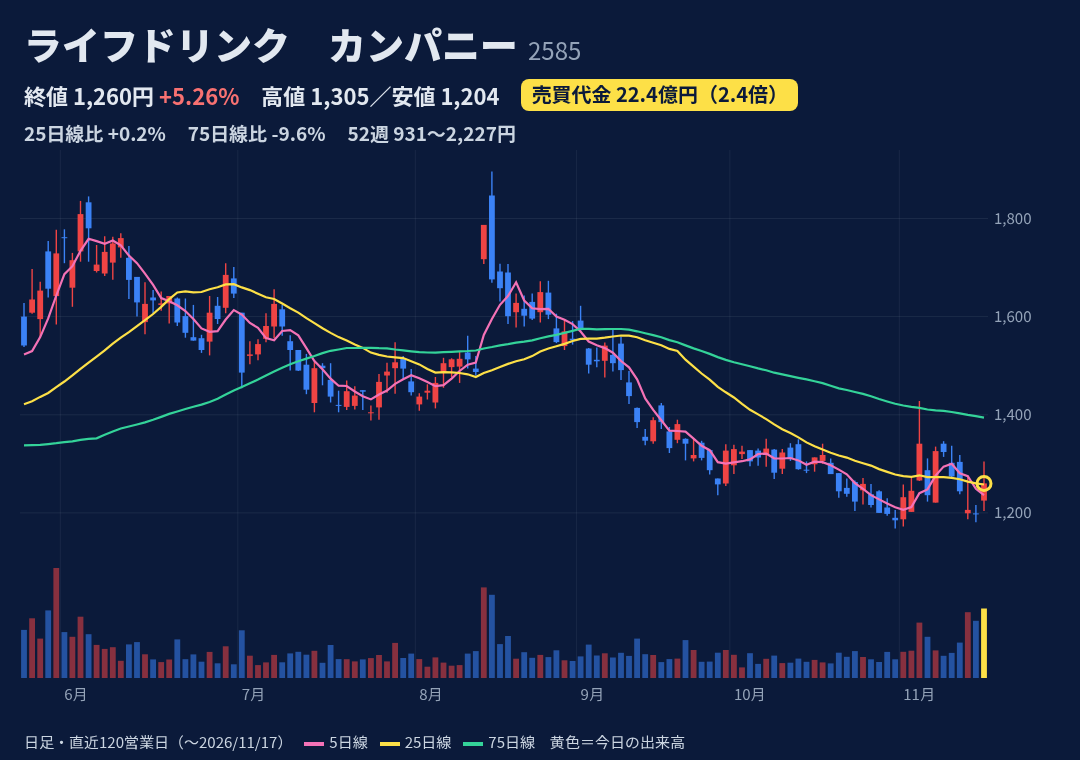 ライフドリンク　カンパニー 2585
終値 1,260円 +5.26%　高値 1,305／安値 1,204　売買代金 22.4億円（2.4倍）
25日線比 +0.2%　75日線比 -9.6%　52週 931〜2,227円
1,800
1,600
1,400
1,200
6月　7月　8月　9月　10月　11月
日足・直近120営業日（〜2026/11/17）　5日線　25日線　75日線　黄色＝今日の出来高